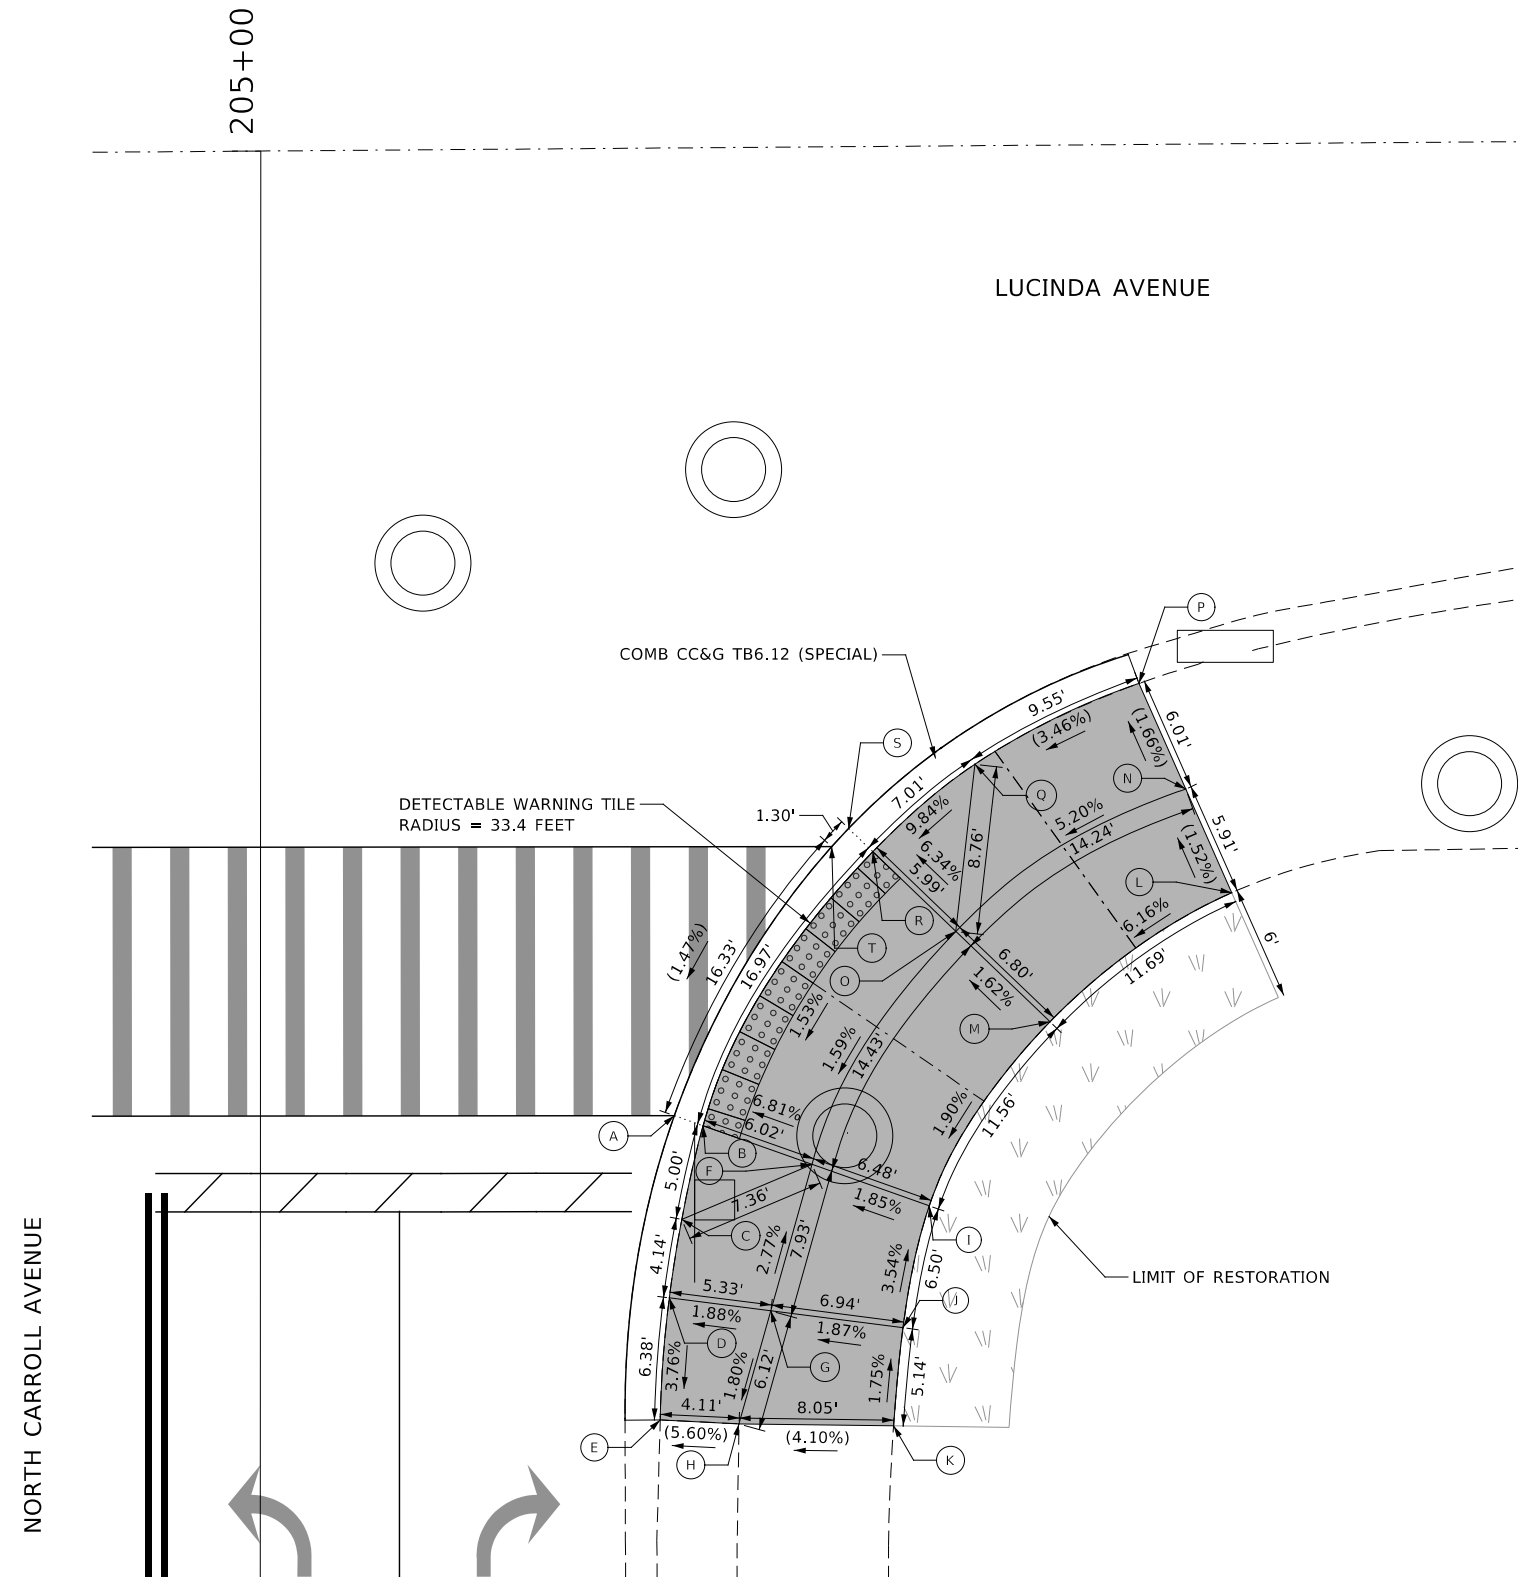 205+00
LUCINDA AVENUE
P
COMB CC&G TB6.12 (SPECIAL)
9.55'
(3.46%)
(1.66%)
6.01'
S
N
DETECTABLE WARNING TILE
RADIUS = 33.4 FEET
1.30'
7.01'
Q
9.84%
6.34%
5.99'
8.76'
5.20%
14.24'
5.91'
(1.52%)
L
6.16%
R
T
O
(1.47%)
16.33'
16.97'
6.80'
1.62%
11.69'
6'
M
1.53%
1.59%
14.43'
1.90%
11.56'
6.81%
6.02'
A
B
F
5.00'
7.36'
6.48'
1.85%
C
I
4.14'
2.77%
7.93'
3.54%
6.50'
LIMIT OF RESTORATION
5.33'
6.94'
J
1.88%
1.87%
D
G
6.38'
3.76%
1.80%
6.12'
1.75%
5.14'
4.11'
8.05'
(5.60%)
(4.10%)
E
H
K
NORTH CARROLL AVENUE